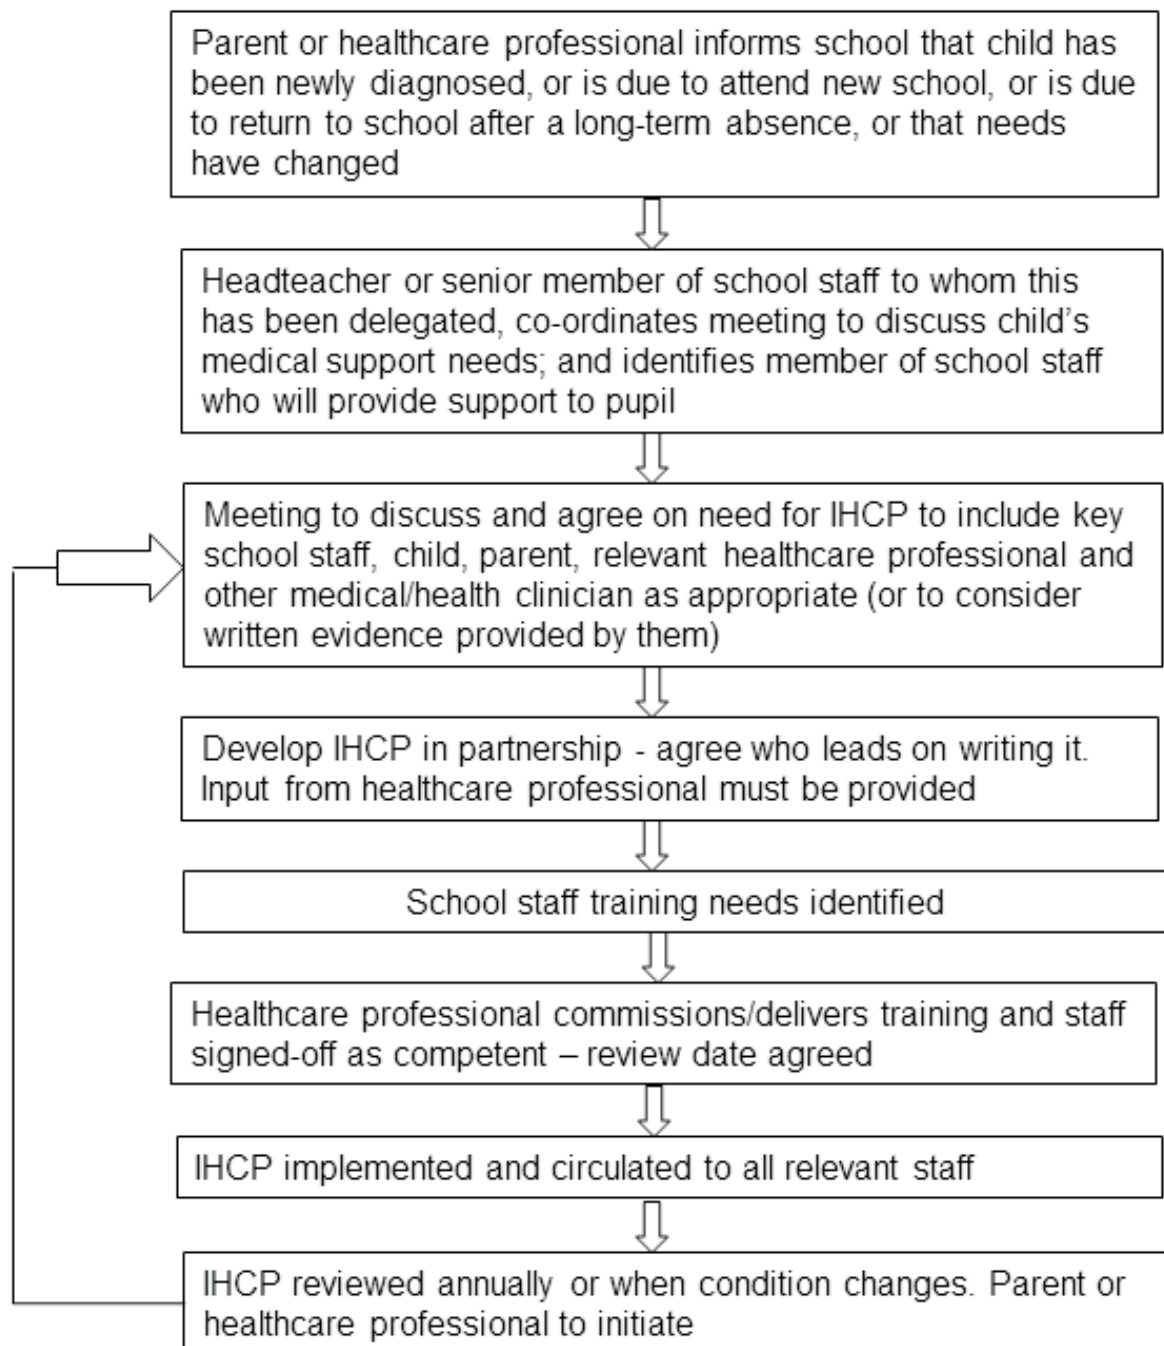 Parent or healthcare professional informs school that child has
been newly diagnosed, or is due to attend new school, or is due
to return to school after a long-term absence, or that needs
have changed
Headteacher or senior member of school staff to whom this
has been delegated, co-ordinates meeting to discuss child’s
medical support needs; and identifies member of school staff
who will provide support to pupil
Meeting to discuss and agree on need for IHCP to include key
school staff, child, parent, relevant healthcare professional and
other medical/health clinician as appropriate (or to consider
written evidence provided by them)
Develop IHCP in partnership - agree who leads on writing it.
Input from healthcare professional must be provided
School staff training needs identified
Healthcare professional commissions/delivers training and staff
signed-off as competent – review date agreed
IHCP implemented and circulated to all relevant staff
IHCP reviewed annually or when condition changes. Parent or
healthcare professional to initiate